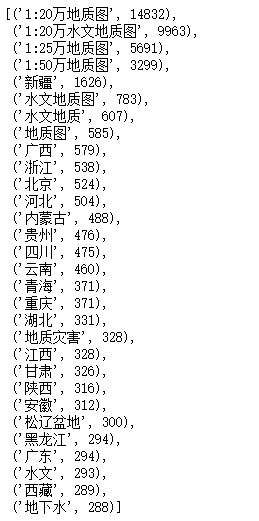 [('1:20万地质图', 14832),
('1:20万水文地质图', 9963),
('1:25万地质图', 5691),
('1:50万地质图', 3299),
('新疆', 1626),
('水文地质图', 783),
('水文地质', 607),
('地质图', 585),
('广西', 579),
('浙江', 538),
('北京', 524),
('河北', 504),
('内蒙古', 488),
('贵州', 476),
('四川', 475),
('云南', 460),
('青海', 371),
('重庆', 371),
('湖北', 331),
('地质灾害', 328),
('江西', 328),
('甘肃', 326),
('陕西', 316),
('安徽', 312),
('松辽盆地', 300),
('黑龙江', 294),
('广东', 294),
('水文', 293),
('西藏', 289),
('地下水', 288)]